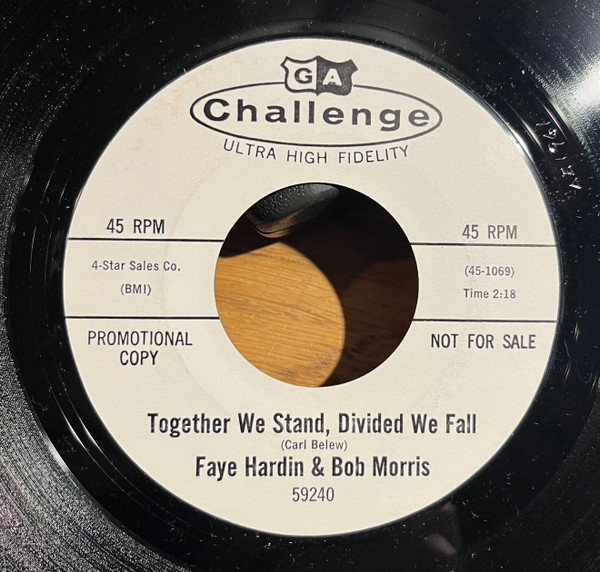 GA
Challenge
ULTRA HIGH FIDELITY
45 RPM
45 RPM
4-Star Sales Co.
(BMI)
(45-1069)
Time 2:18
PROMOTIONAL
COPY
NOT FOR SALE
Together We Stand, Divided We Fall
(Carl Belew)
Faye Hardin & Bob Morris
59240